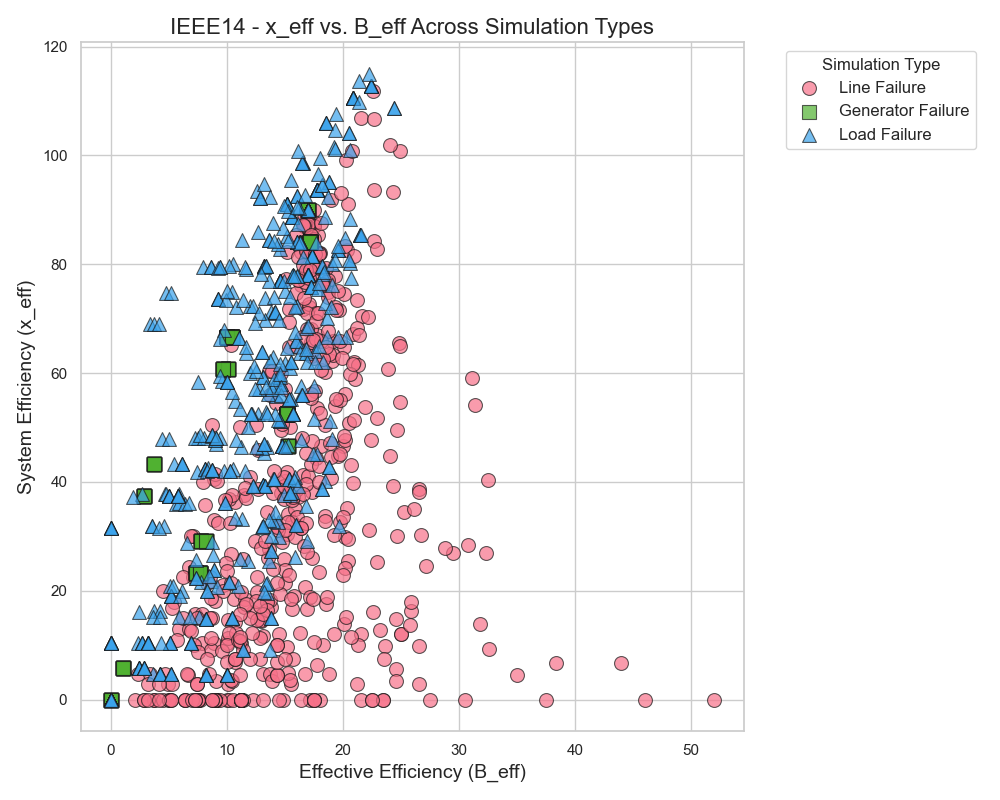 IEEE14 - x_eff vs. B_eff Across Simulation Types
120
100
80
60
40
20
0
System Efficiency (x_eff)
0 10 20 30 40 50
Effective Efficiency (B_eff)
Simulation Type
Line Failure
Generator Failure
Load Failure